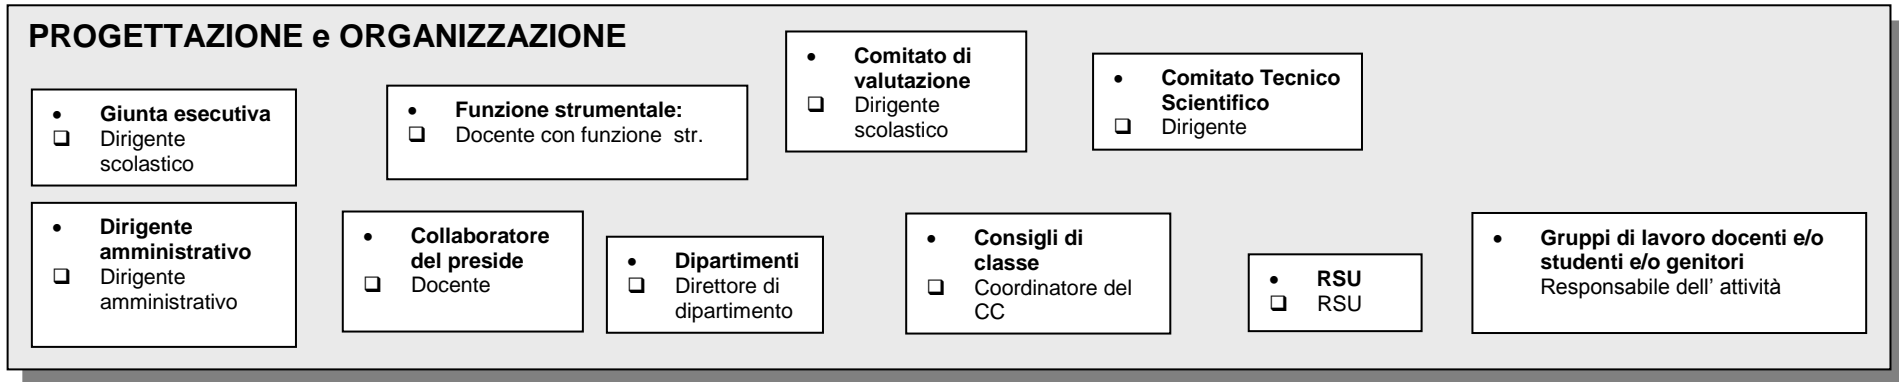 PROGETTAZIONE e ORGANIZZAZIONE
• Giunta esecutiva
❑ Dirigente
scolastico
• Funzione strumentale:
❑ Docente con funzione str.
• Comitato di
valutazione
❑ Dirigente
scolastico
• Comitato Tecnico
Scientifico
❑ Dirigente
• Dirigente
amministrativo
❑ Dirigente
amministrativo
• Collaboratore
del preside
❑ Docente
• Dipartimenti
❑ Direttore di
dipartimento
• Consigli di
classe
❑ Coordinatore del
CC
• RSU
❑ RSU
• Gruppi di lavoro docenti e/o
studenti e/o genitori
Responsabile dell’ attività